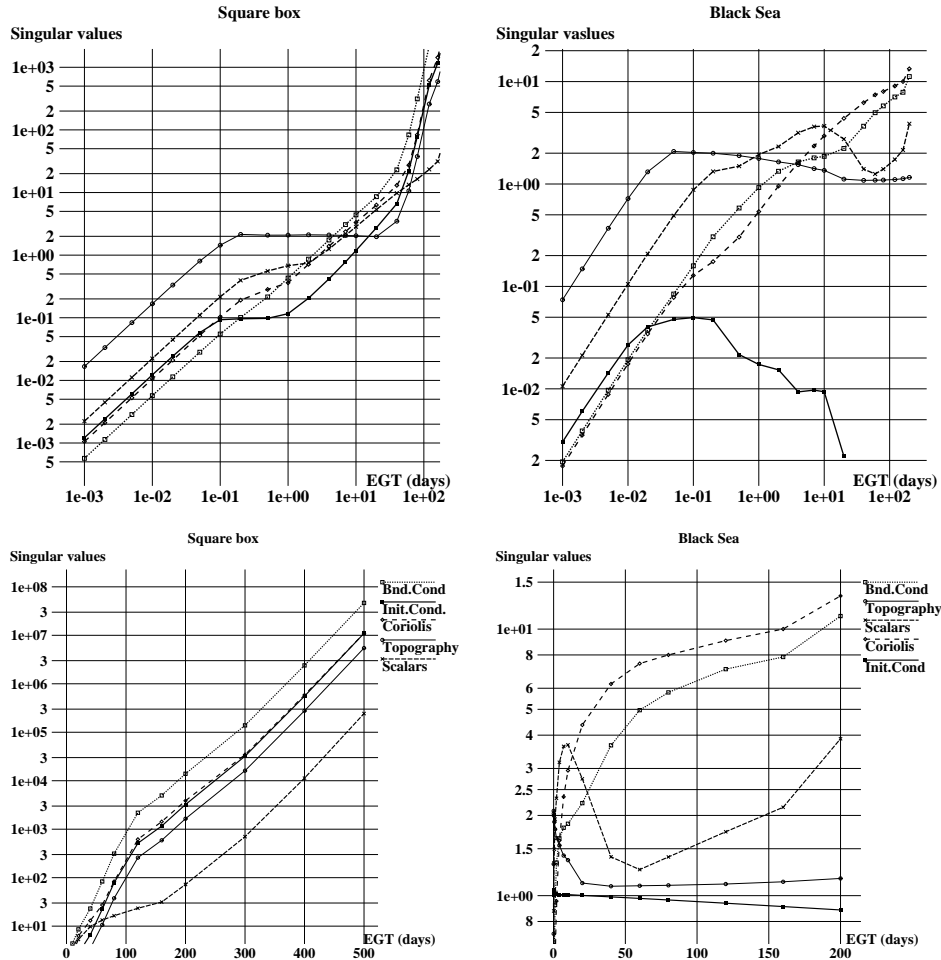 Square box
Singular values
1e+03
5
2
1e+02
5
2
1e+01
5
2
1e+00
5
2
1e-01
5
2
1e-02
5
2
1e-03
5
EGT (days)
1e-03 1e-02 1e-01 1e+00 1e+01 1e+02
Black Sea
Singular vaslues
2
1e+01
5
2
1e+00
5
2
1e-01
5
2
1e-02
5
2
EGT (days)
1e-03 1e-02 1e-01 1e+00 1e+01 1e+02
Square box
Singular values
1e+08
3
1e+07
3
1e+06
3
1e+05
3
1e+04
3
1e+03
3
1e+02
3
1e+01
Bnd.Cond
Init.Cond.
Coriolis
Topography
Scalars
EGT (days)
0 100 200 300 400 500
Black Sea
Singular values
1.5
1e+01
8
6
5
4
3
2.5
2
1.5
1e+00
8
Bnd.Cond
Topography
Scalars
Coriolis
Init.Cond
EGT (days)
0 50 100 150 200